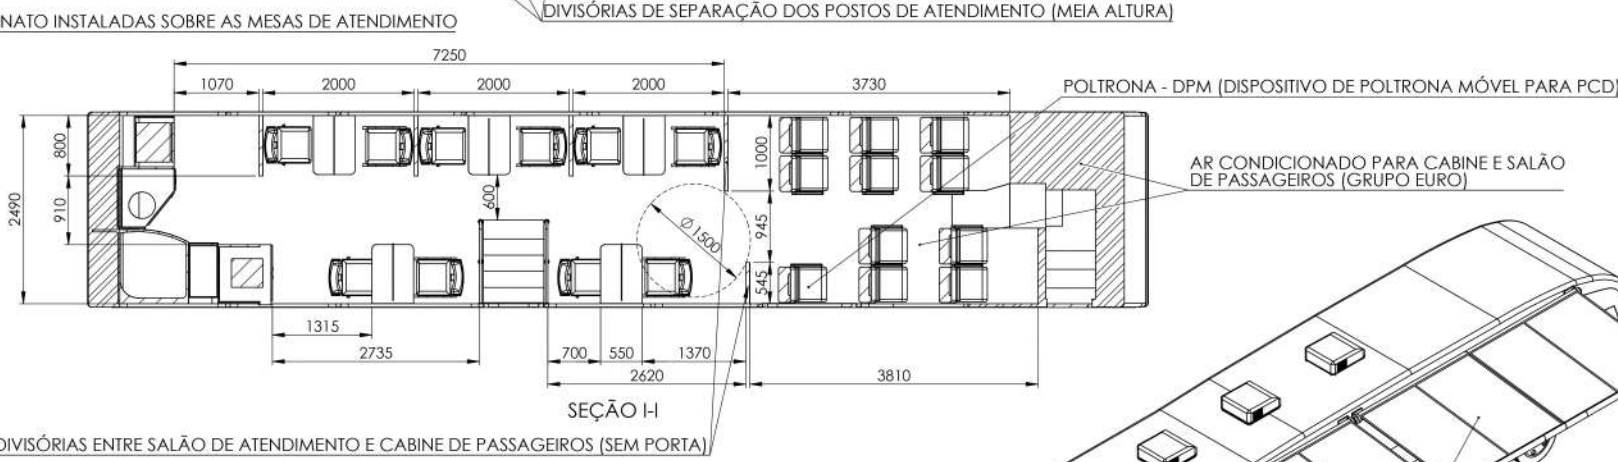 NATO INSTALADAS SOBRE AS MESAS DE ATENDIMENTO
DIVISÓRIAS DE SEPARAÇÃO DOS POSTOS DE ATENDIMENTO (MEIA ALTURA)
7250
1070
2000
2000
2000
3730
POLTRONA - DPM (DISPOSITIVO DE POLTRONA MÓVEL PARA PCD)
2490
800
910
600
Ø 1500
1000
945
545
AR CONDICIONADO PARA CABINE E SALÃO
DE PASSAGEIROS (GRUPO EURO)
1315
2735
700
550
1370
2620
3810
SEÇÃO I-I
DIVISÓRIAS ENTRE SALÃO DE ATENDIMENTO E CABINE DE PASSAGEIROS (SEM PORTA)